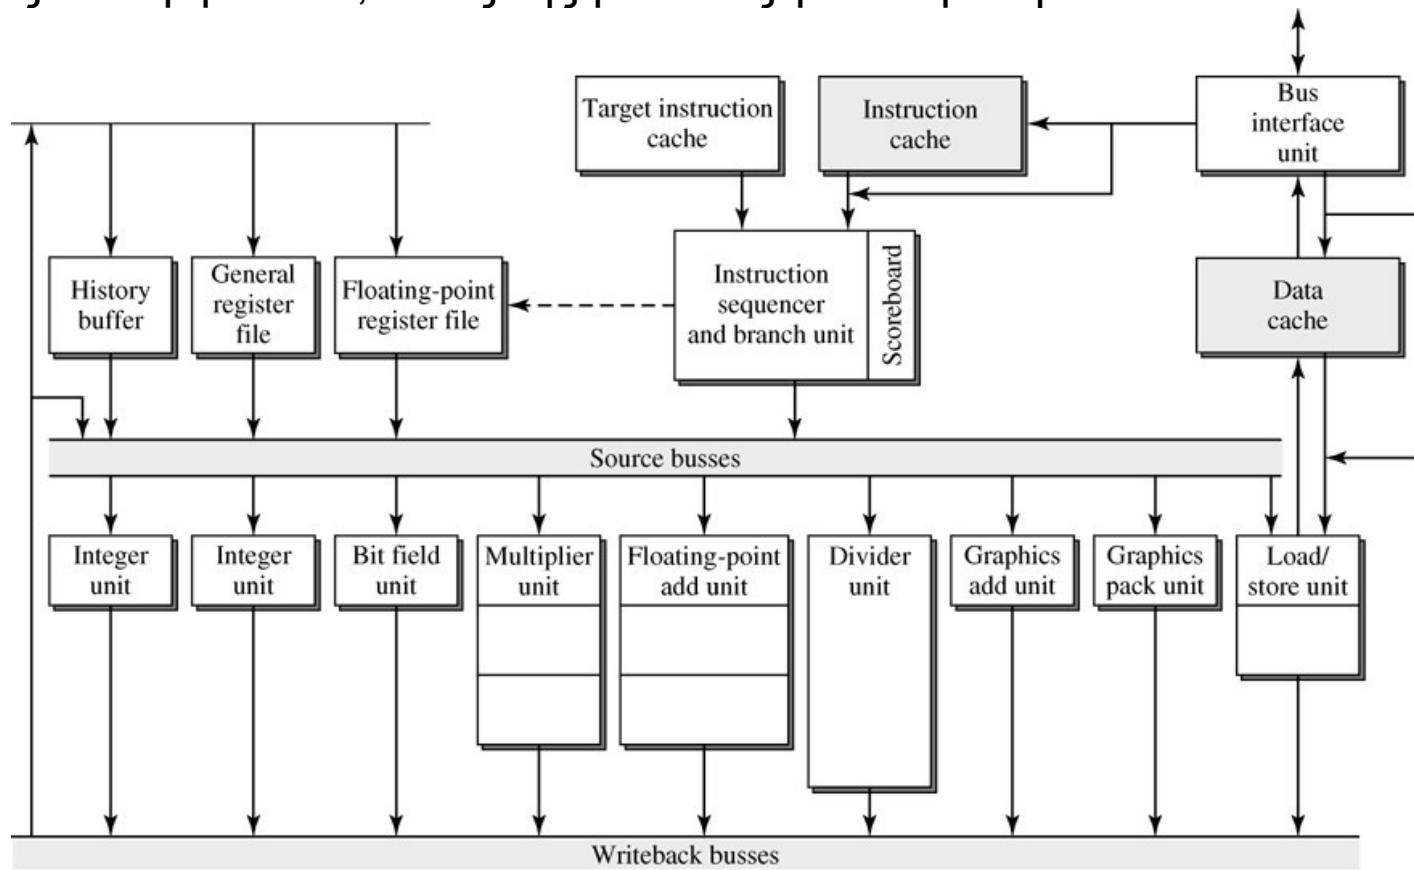 Target instruction
cache
Instruction
cache
Bus
interface
unit
History
buffer
General
register
file
Floating-point
register file
Instruction
sequencer
and branch unit
Scoreboard
Data
cache
Source busses
Integer
unit
Integer
unit
Bit field
unit
Multiplier
unit
Floating-point
add unit
Divider
unit
Graphics
add unit
Graphics
pack unit
Load/
store unit
Writeback busses